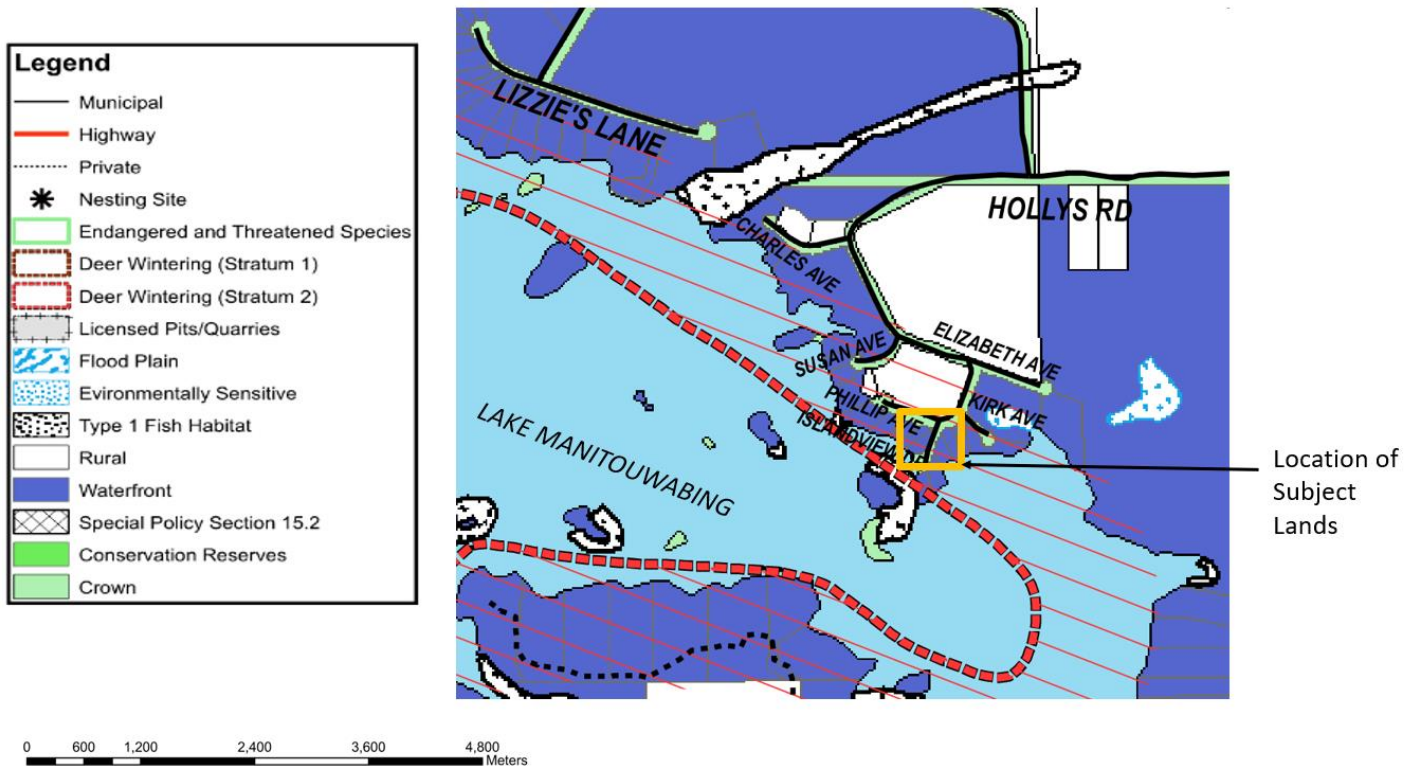 Legend
Municipal
Highway
Private
Nesting Site
Endangered and Threatened Species
Deer Wintering (Stratum 1)
Deer Wintering (Stratum 2)
Licensed Pits/Quarries
Flood Plain
Evironmentally Sensitive
Type 1 Fish Habitat
Rural
Waterfront
Special Policy Section 15.2
Conservation Reserves
Crown
LIZZIE'S LANE
HOLLYS RD
CHARLES AVE
ELIZABETH AVE
SUSAN AVE
KIRK AVE
PHILLIP AVE
ISLANDVIEW
LAKE MANITOUWABING
Location of
Subject
Lands
0 600 1,200 2,400 3,600 4,800
Meters